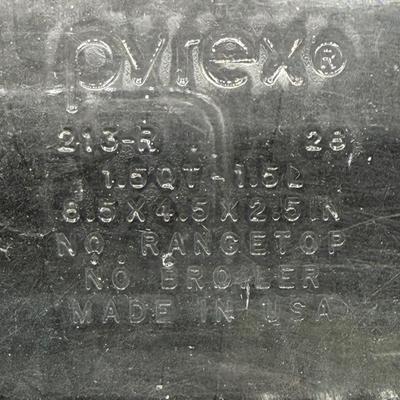 pyrex®
213-R 28
1.5QT - 1.5L
8.5 X 4.5 X 2.5 IN
NO RANGETOP
NO BROILER
MADE IN USA